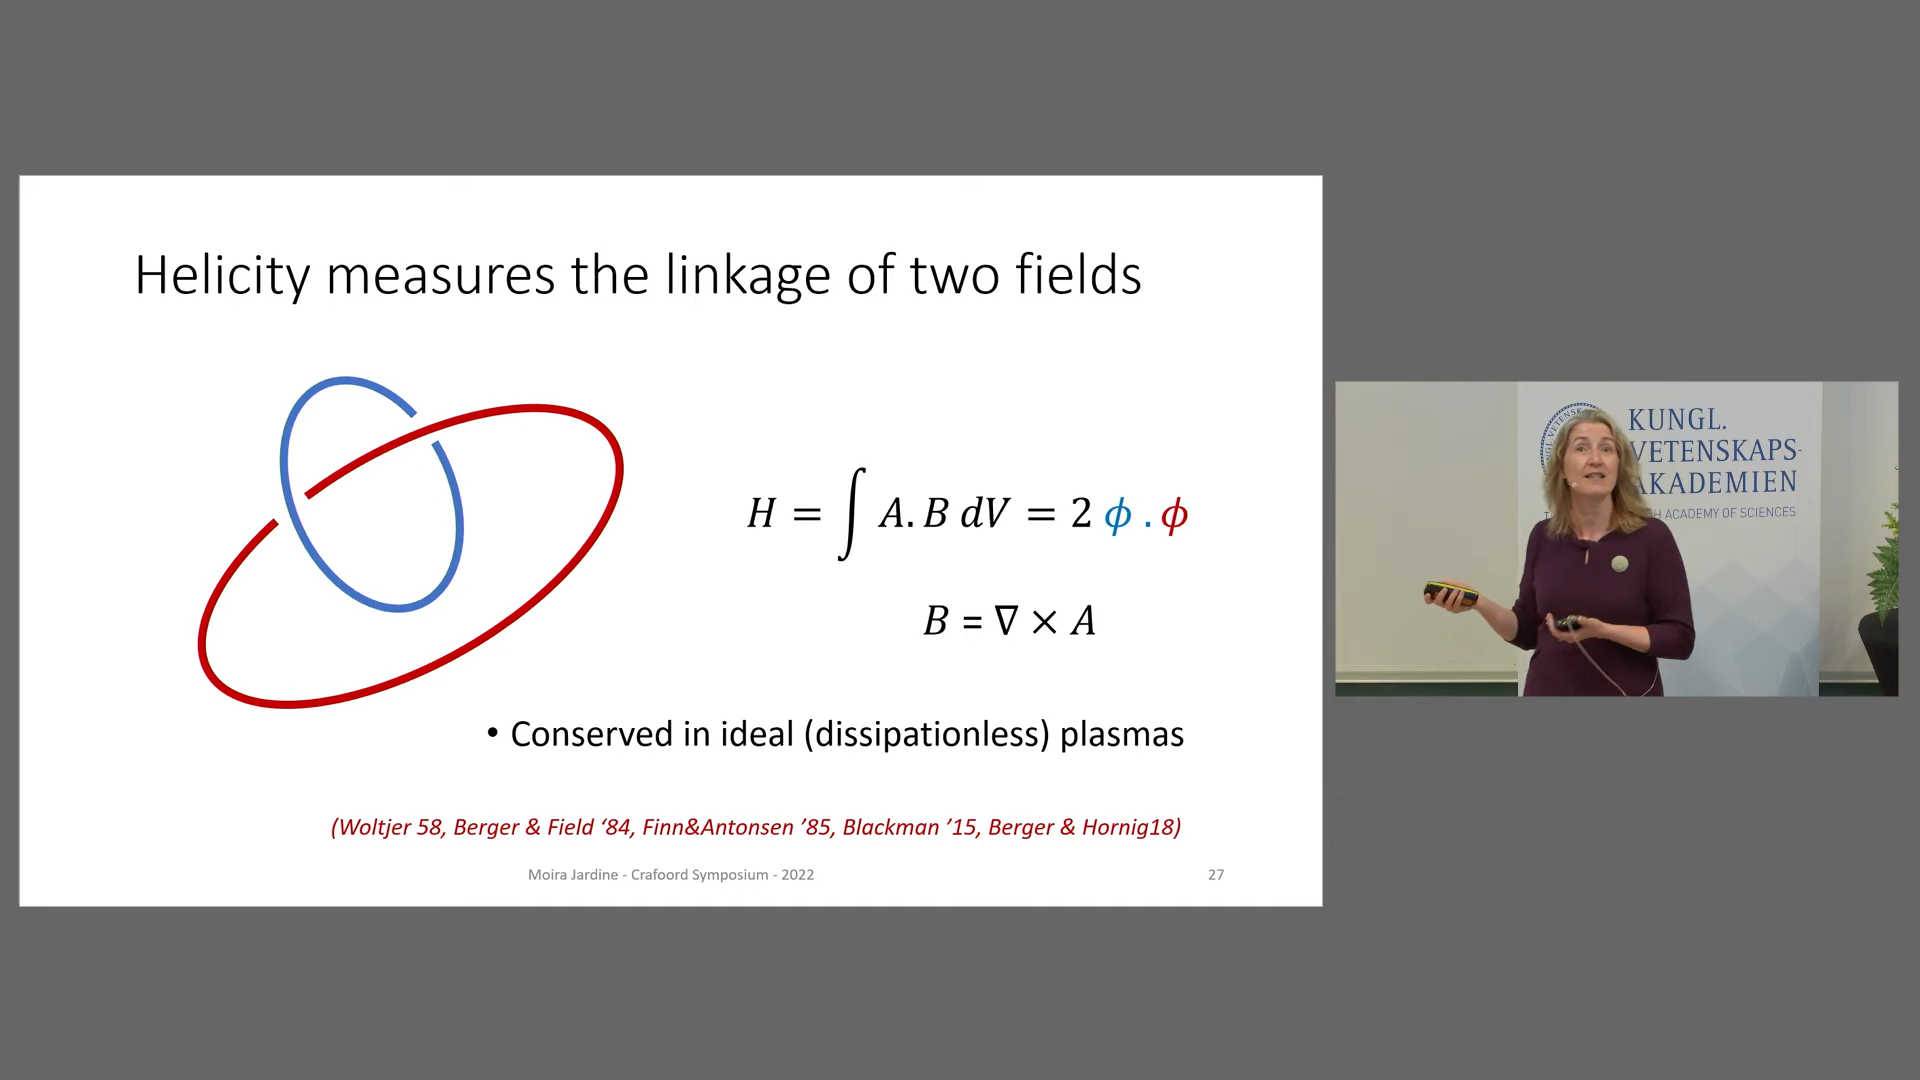 Helicity measures the linkage of two fields
H = ∫ A. B dV = 2 ϕ . ϕ
B = ∇ × A
• Conserved in ideal (dissipationless) plasmas
(Woltjer 58, Berger & Field ‘84, Finn&Antonsen ’85, Blackman ’15, Berger & Hornig18)
Moira Jardine - Crafoord Symposium - 2022
27
KUNGL.
VETENSKAPS-
AKADEMIEN
ACADEMY OF SCIENCES